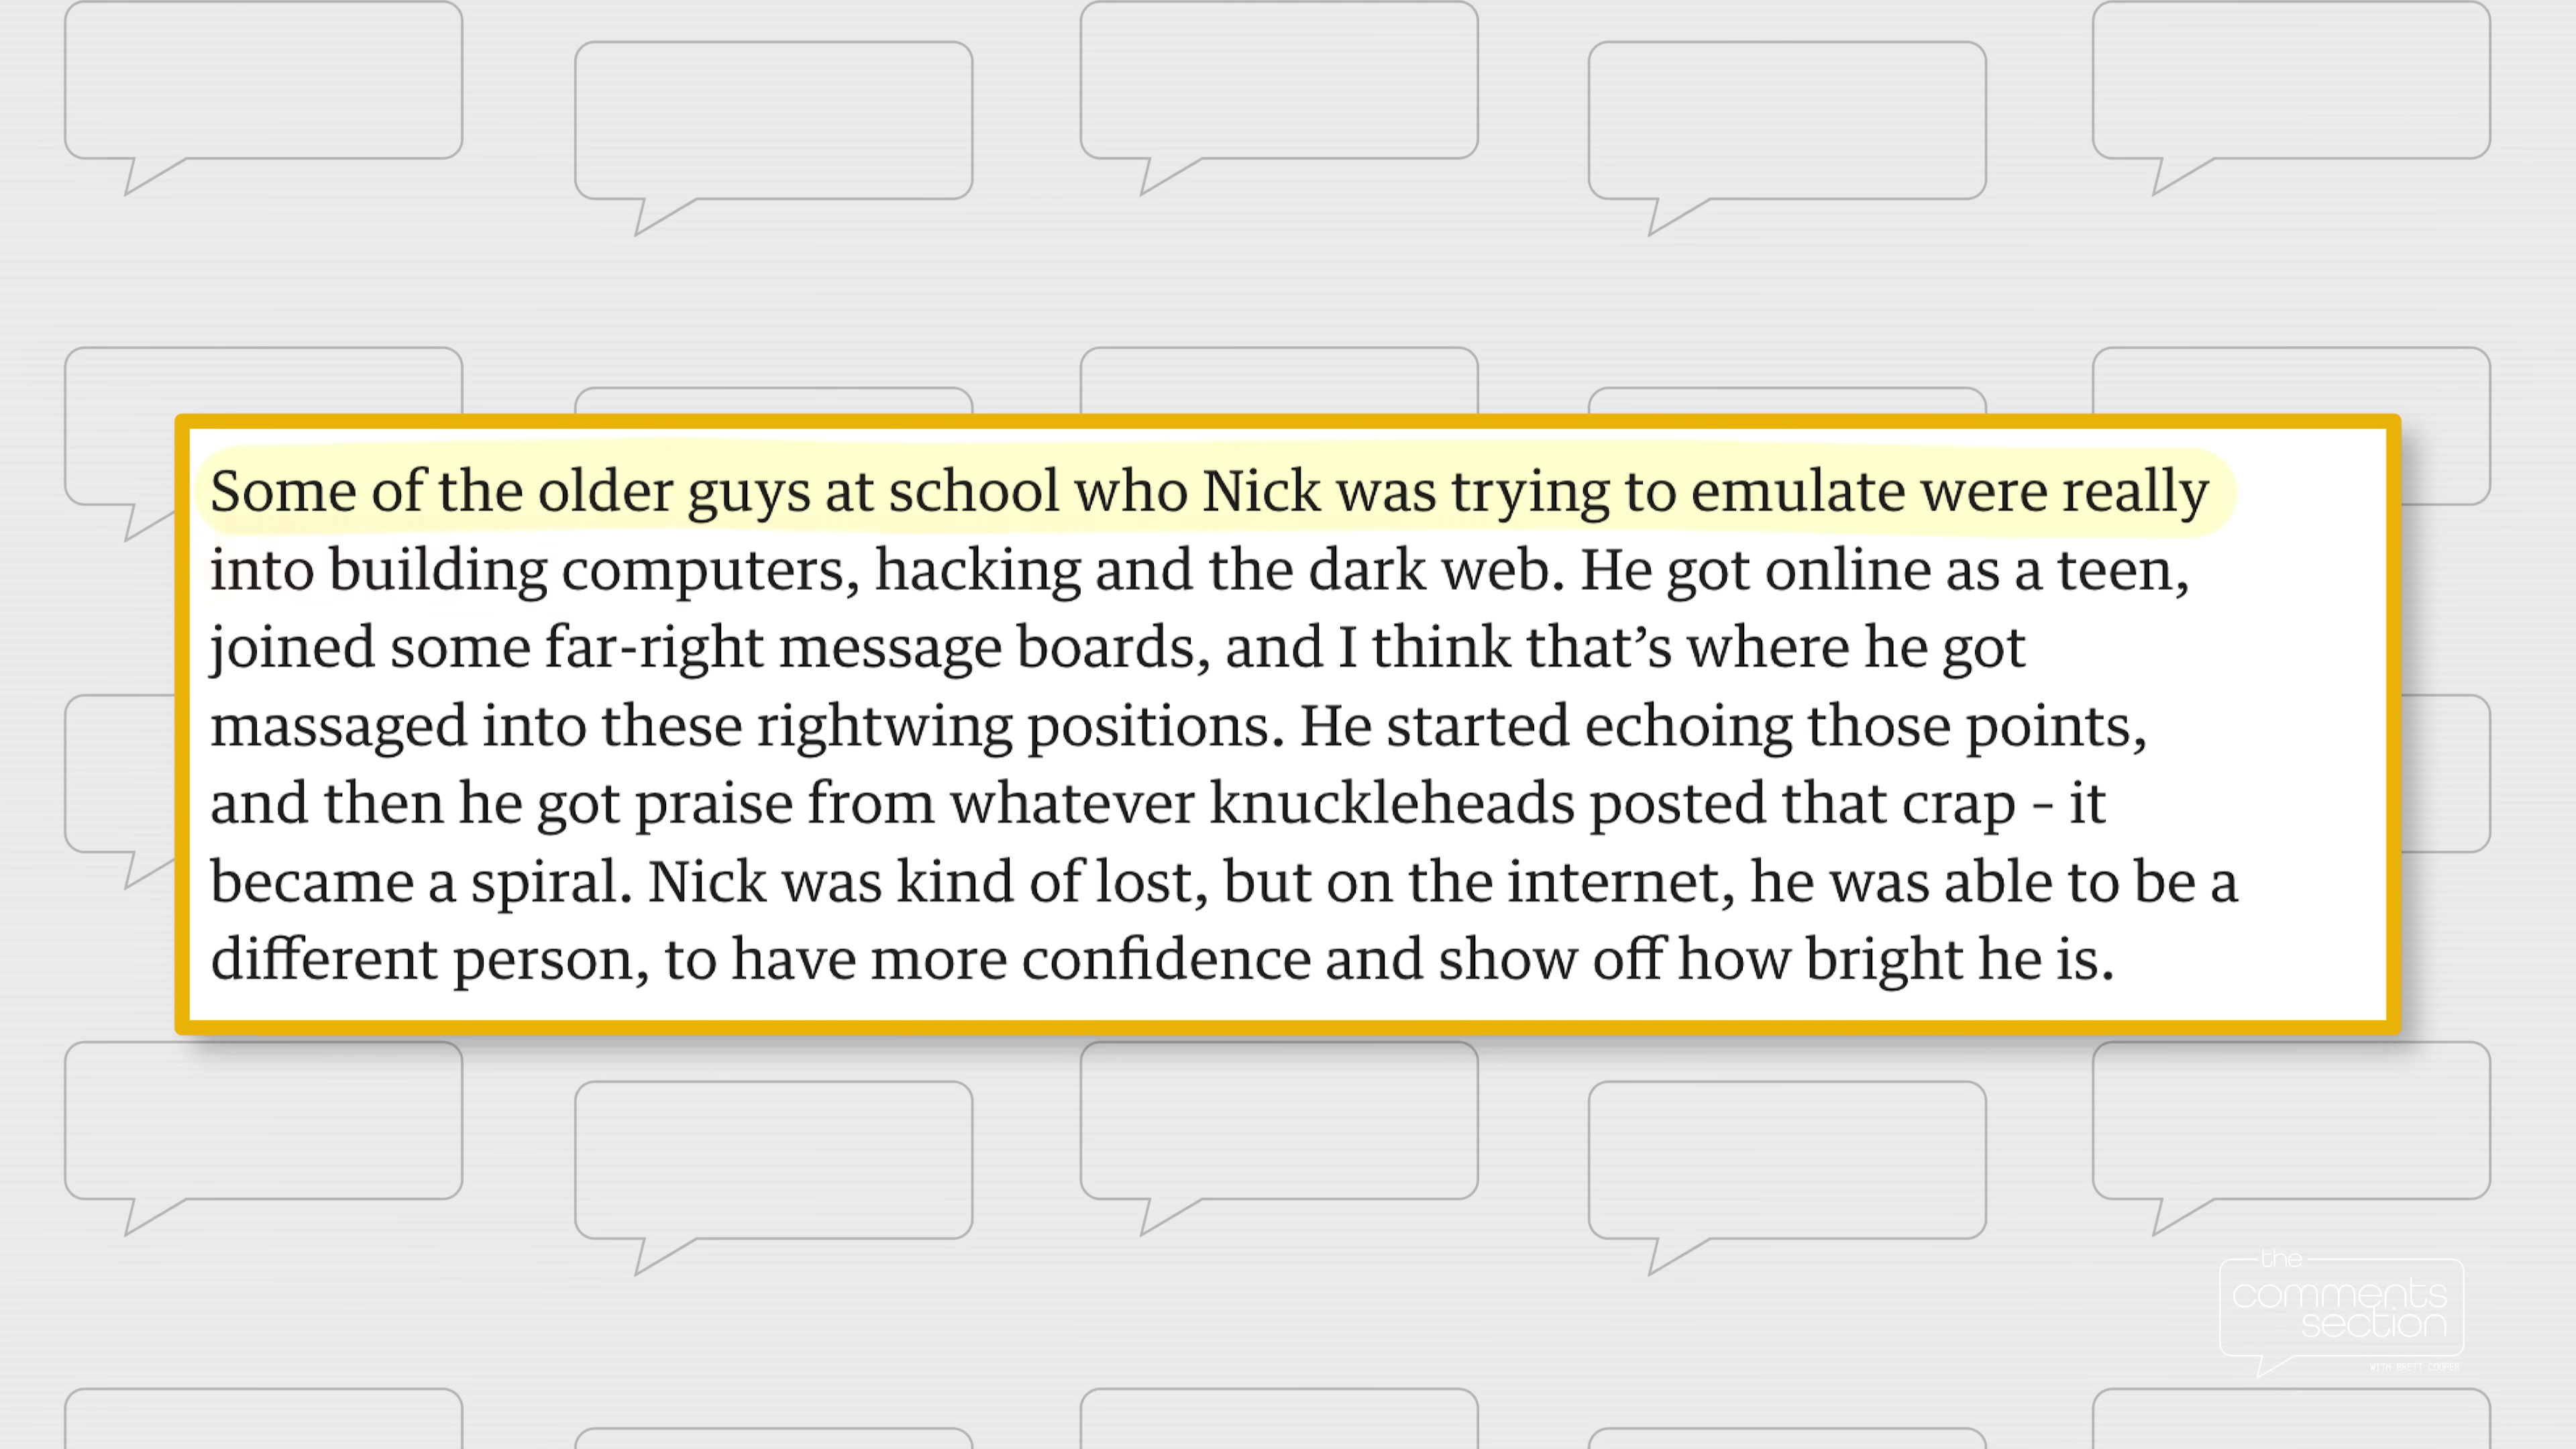 Some of the older guys at school who Nick was trying to emulate were really
into building computers, hacking and the dark web. He got online as a teen,
joined some far-right message boards, and I think that’s where he got
massaged into these rightwing positions. He started echoing those points,
and then he got praise from whatever knuckleheads posted that crap – it
became a spiral. Nick was kind of lost, but on the internet, he was able to be a
different person, to have more confidence and show off how bright he is.
the
comments
section
WITH BRETT COOPER